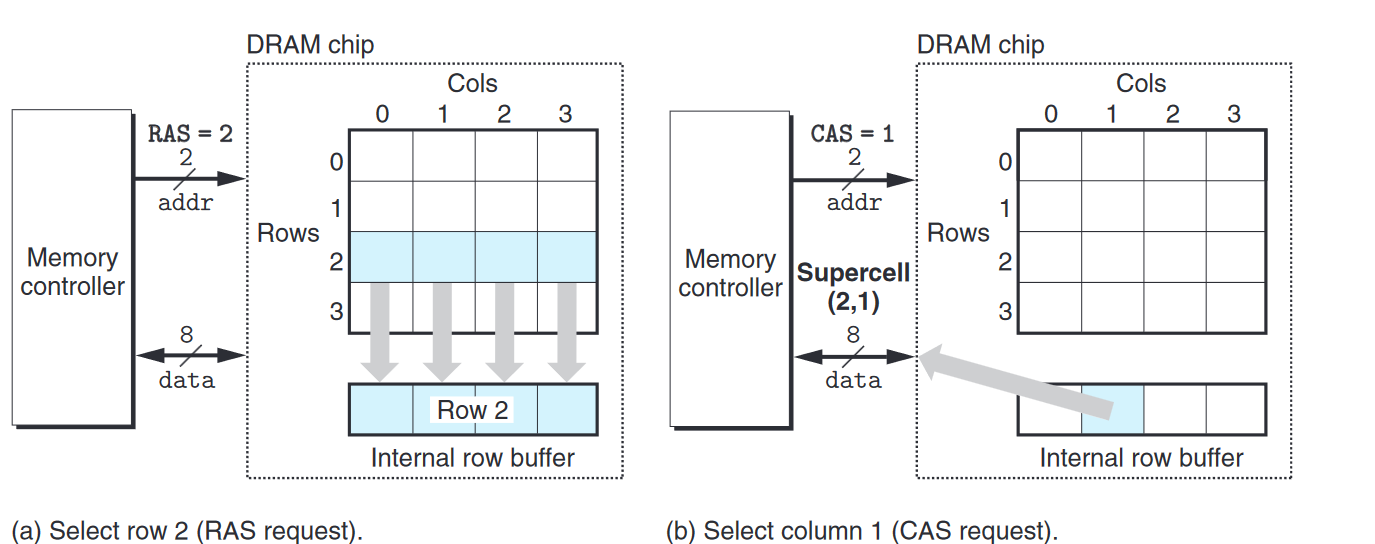 DRAM chip
Cols
0 1 2 3
RAS = 2
2
addr
0
1
Rows
2
3
Memory
controller
8
data
Row 2
Internal row buffer
(a) Select row 2 (RAS request).
DRAM chip
Cols
0 1 2 3
CAS = 1
2
addr
0
1
Rows
2
3
Memory
controller
Supercell
(2,1)
8
data
Internal row buffer
(b) Select column 1 (CAS request).